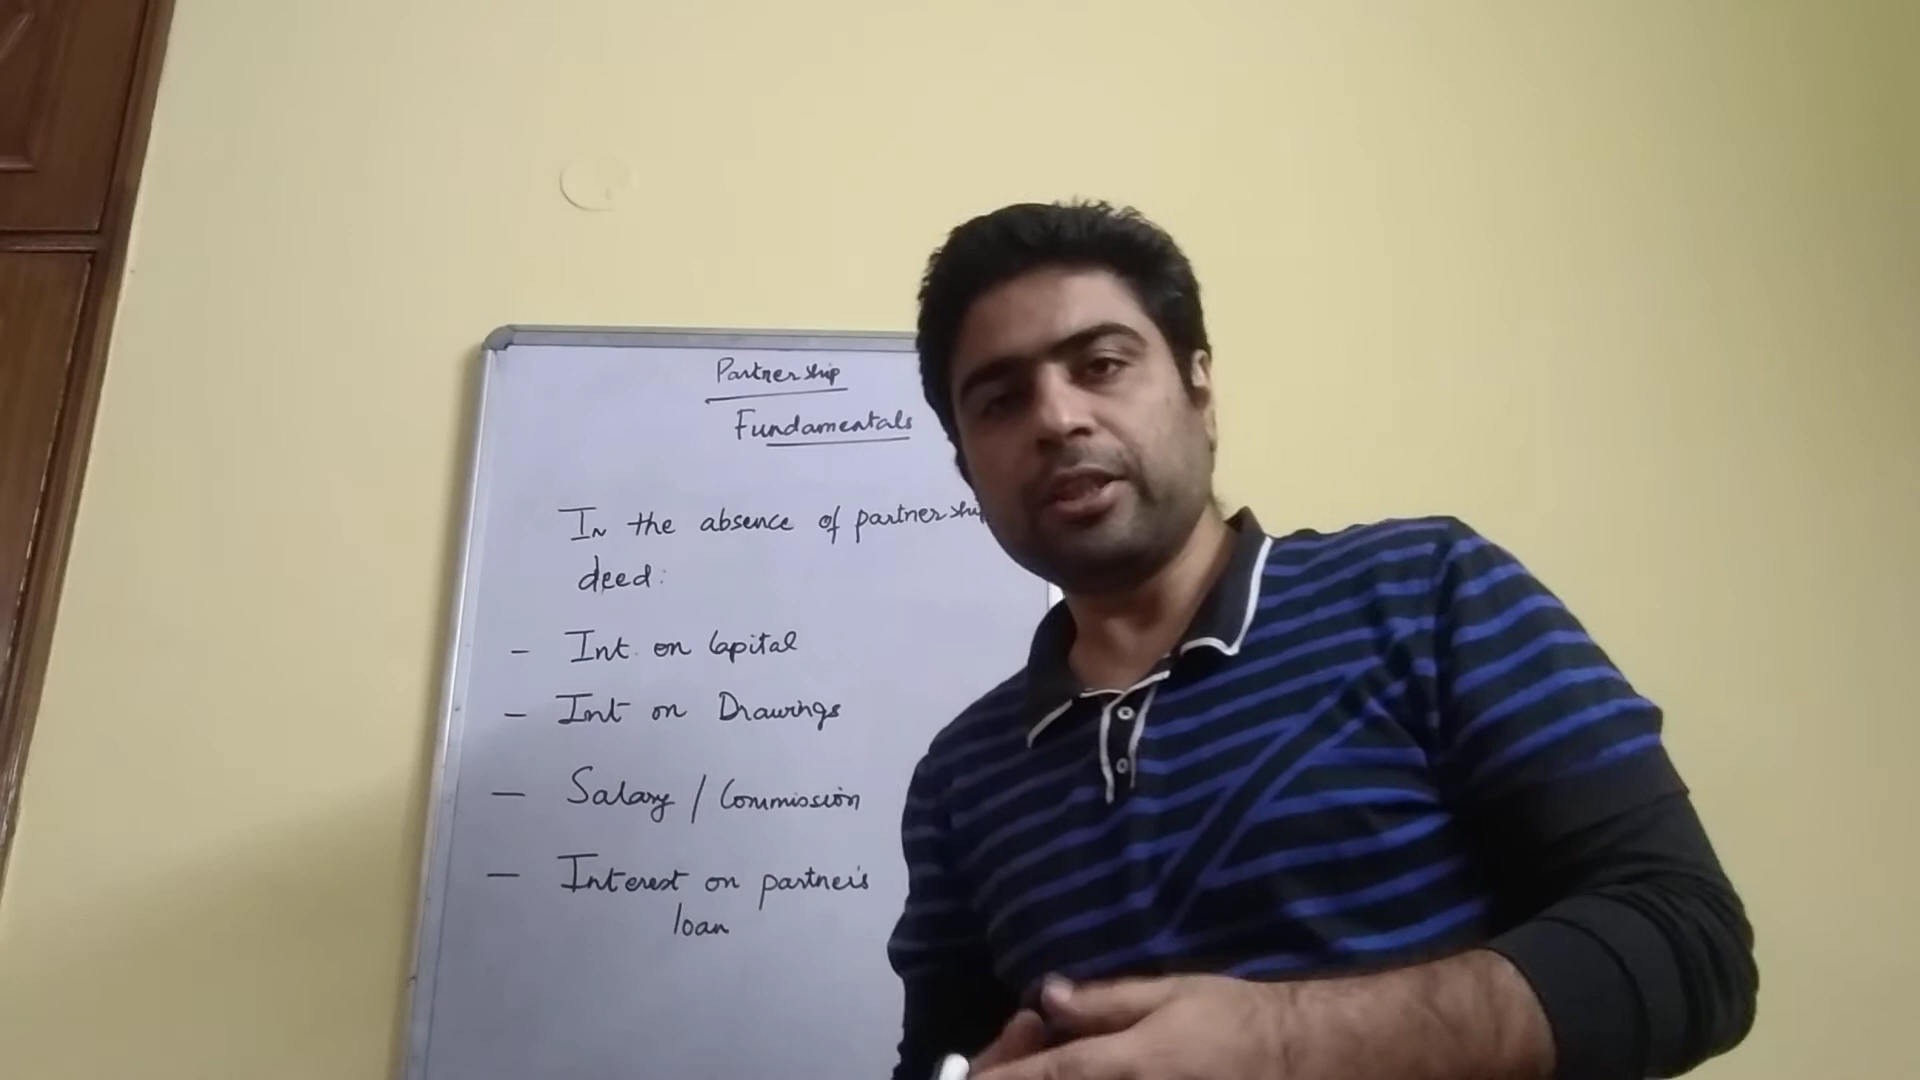 Partnership
Fundamentals
In the absence of partnership
deed:
- Int. on Capital
- Int on Drawings
- Salary / Commission
- Interest on partner's
loan